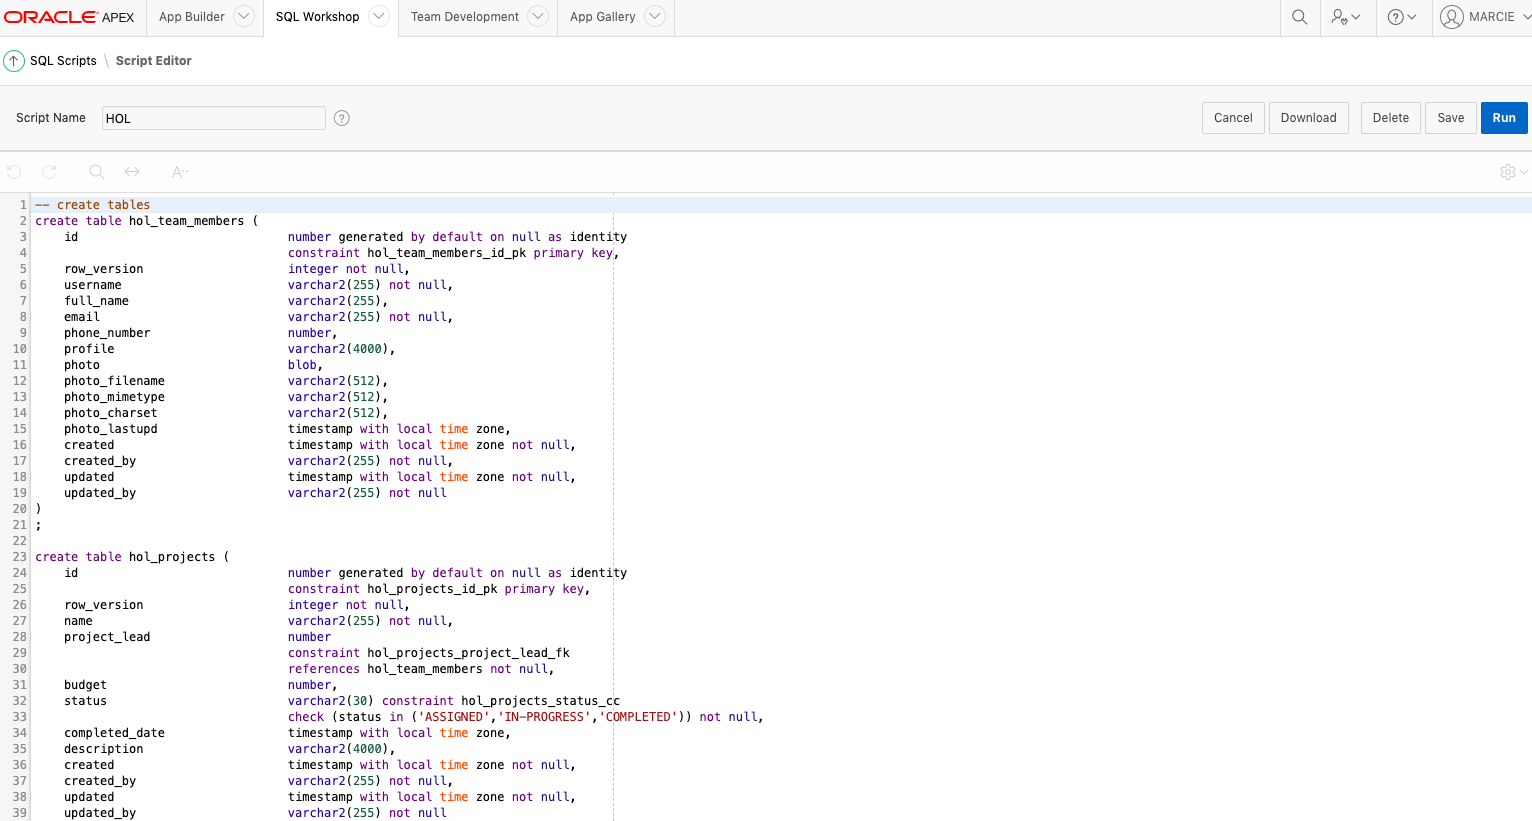 ORACLE APEX App Builder SQL Workshop Team Development App Gallery MARCIE
SQL Scripts \ Script Editor
Script Name HOL ? Cancel Download Delete Save Run
A
1 -- create tables
2 create table hol_team_members (
3     id                             number generated by default on null as identity
4                                    constraint hol_team_members_id_pk primary key,
5     row_version                    integer not null,
6     username                       varchar2(255) not null,
7     full_name                      varchar2(255),
8     email                          varchar2(255) not null,
9     phone_number                   number,
10     profile                        varchar2(4000),
11     photo                          blob,
12     photo_filename                 varchar2(512),
13     photo_mimetype                 varchar2(512),
14     photo_charset                  varchar2(512),
15     photo_lastupd                  timestamp with local time zone,
16     created                        timestamp with local time zone not null,
17     created_by                     varchar2(255) not null,
18     updated                        timestamp with local time zone not null,
19     updated_by                     varchar2(255) not null
20 )
21 ;
22
23 create table hol_projects (
24     id                             number generated by default on null as identity
25                                    constraint hol_projects_id_pk primary key,
26     row_version                    integer not null,
27     name                           varchar2(255) not null,
28     project_lead                   number
29                                    constraint hol_projects_project_lead_fk
30                                    references hol_team_members not null,
31     budget                         number,
32     status                         varchar2(30) constraint hol_projects_status_cc
33                                    check (status in ('ASSIGNED','IN-PROGRESS','COMPLETED')) not null,
34     completed_date                 timestamp with local time zone,
35     description                    varchar2(4000),
36     created                        timestamp with local time zone not null,
37     created_by                     varchar2(255) not null,
38     updated                        timestamp with local time zone not null,
39     updated_by                     varchar2(255) not null